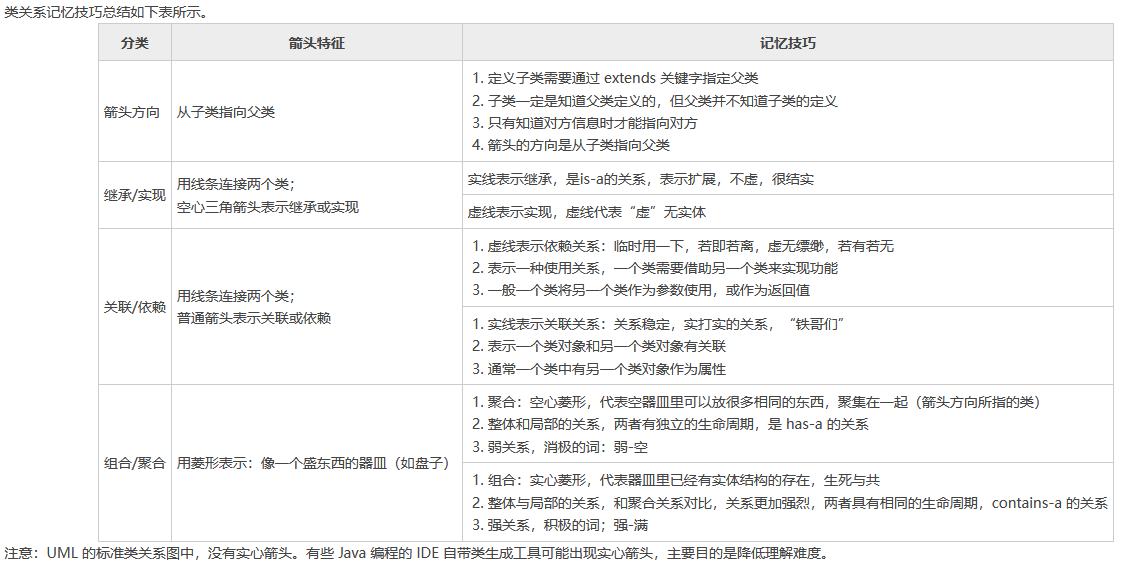 类关系记忆技巧总结如下表所示。
分类 箭头特征 记忆技巧
箭头方向 从子类指向父类
1. 定义子类需要通过 extends 关键字指定父类
2. 子类一定是知道父类定义的，但父类并不知道子类的定义
3. 只有知道对方信息时才能指向对方
4. 箭头的方向是从子类指向父类
继承/实现
用线条连接两个类；
空心三角箭头表示继承或实现
实线表示继承，是is-a的关系，表示扩展，不虚，很结实
虚线表示实现，虚线代表“虚”无实体
关联/依赖
用线条连接两个类；
普通箭头表示关联或依赖
1. 虚线表示依赖关系：临时用一下，若即若离，虚无缥缈，若有若无
2. 表示一种使用关系，一个类需要借助另一个类来实现功能
3. 一般一个类将另一个类作为参数使用，或作为返回值
1. 实线表示关联关系：关系稳定，实打实的关系，“铁哥们”
2. 表示一个类对象和另一个类对象有关联
3. 通常一个类中有另一个类对象作为属性
组合/聚合 用菱形表示：像一个盛东西的器皿（如盘子）
1. 聚合：空心菱形，代表空器皿里可以放很多相同的东西，聚集在一起（箭头方向所指的类）
2. 整体和局部的关系，两者有独立的生命周期，是 has-a 的关系
3. 弱关系，消极的词：弱-空
1. 组合：实心菱形，代表器皿里已经有实体结构的存在，生死与共
2. 整体与局部的关系，和聚合关系对比，关系更加强烈，两者具有相同的生命周期，contains-a 的关系
3. 强关系，积极的词；强-满
注意：UML 的标准类关系图中，没有实心箭头。有些 Java 编程的 IDE 自带类生成工具可能出现实心箭头，主要目的是降低理解难度。